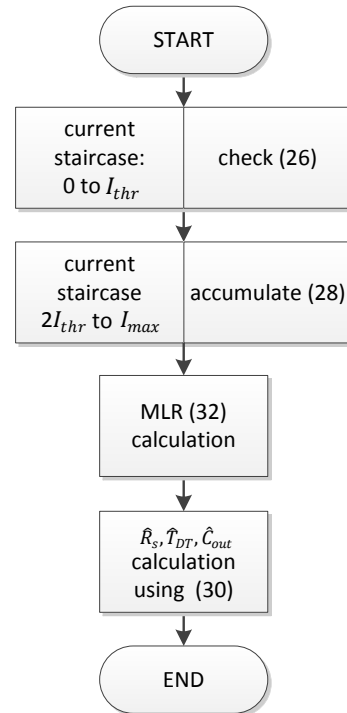 START
current
staircase:
0 to I_thr
check (26)
current
staircase
2I_thr to I_max
accumulate (28)
MLR (32)
calculation
R̂_s, T̂_DT, Ĉ_out
calculation
using (30)
END